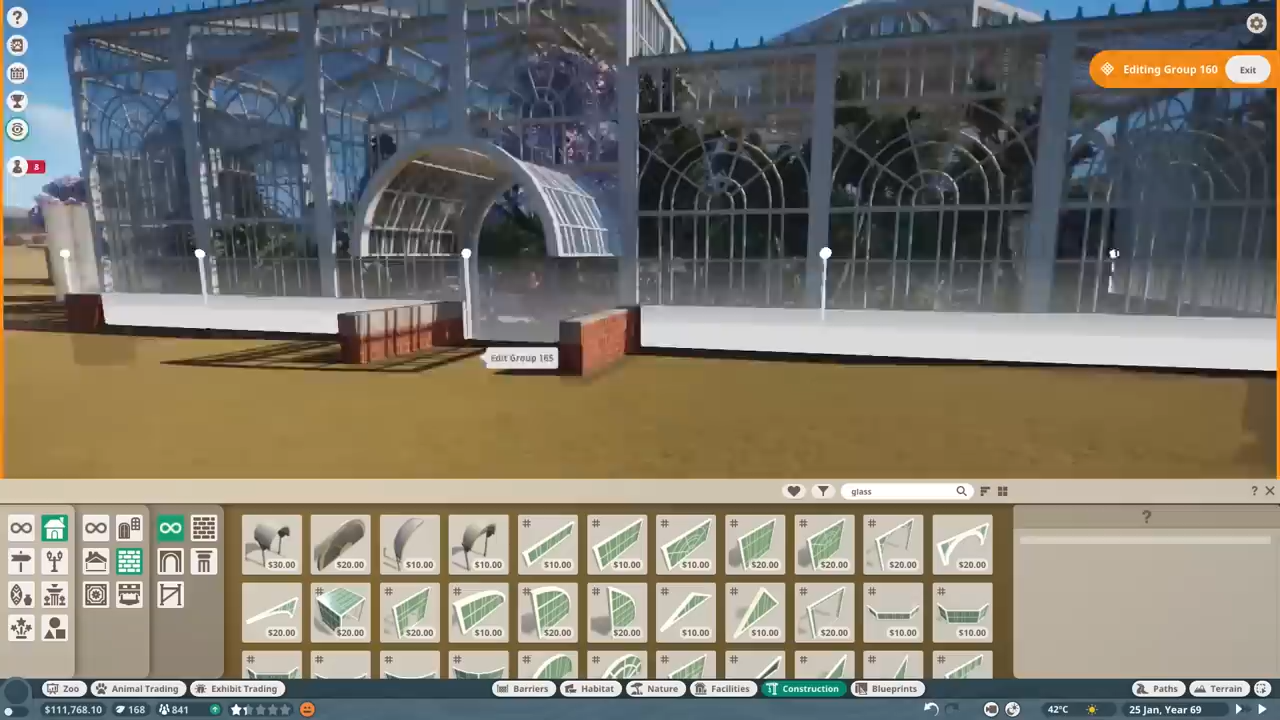 ?
Editing Group 160
Exit
8
Edit Group 165
glass
?
?
$30.00
$20.00
$10.00
$10.00
$10.00
$10.00
$10.00
$20.00
$20.00
$20.00
$20.00
$20.00
$20.00
$20.00
$10.00
$20.00
$20.00
$10.00
$10.00
$20.00
$10.00
$10.00
Zoo
Animal Trading
Exhibit Trading
Barriers
Habitat
Nature
Facilities
Construction
Blueprints
Paths
Terrain
$111,768.10
168
841
42°C
25 Jan, Year 69